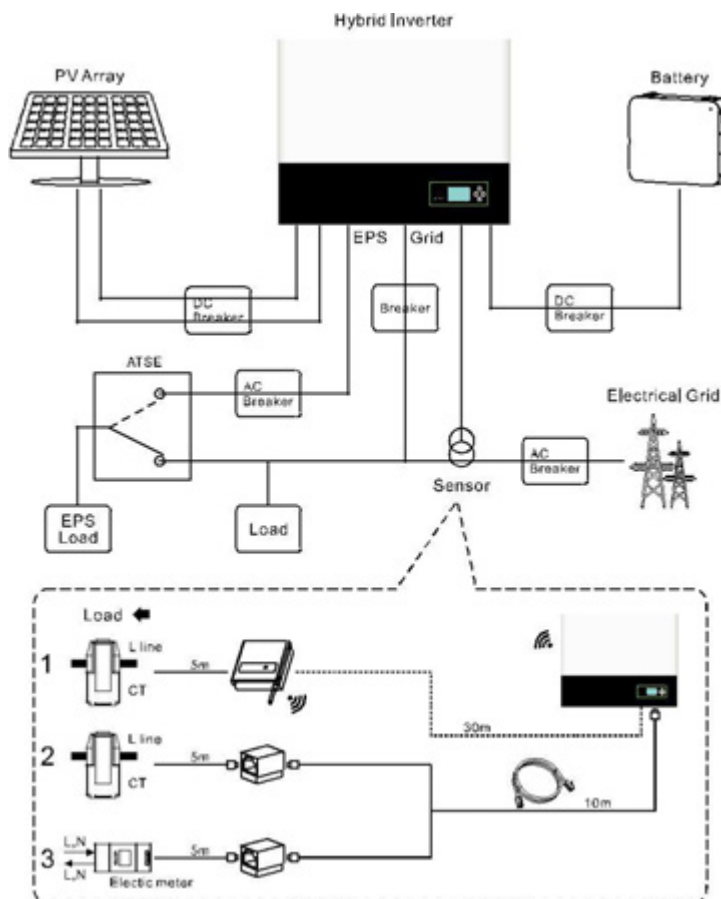 Hybrid Inverter
PV Array
Battery
EPS
Grid
DC
Breaker
Breaker
DC
Breaker
ATSE
AC
Breaker
Electrical Grid
AC
Breaker
Sensor
EPS
Load
Load
Load
1
L line
5m
CT
30m
2
L line
5m
CT
10m
3
L,N
5m
L,N
Electic meter